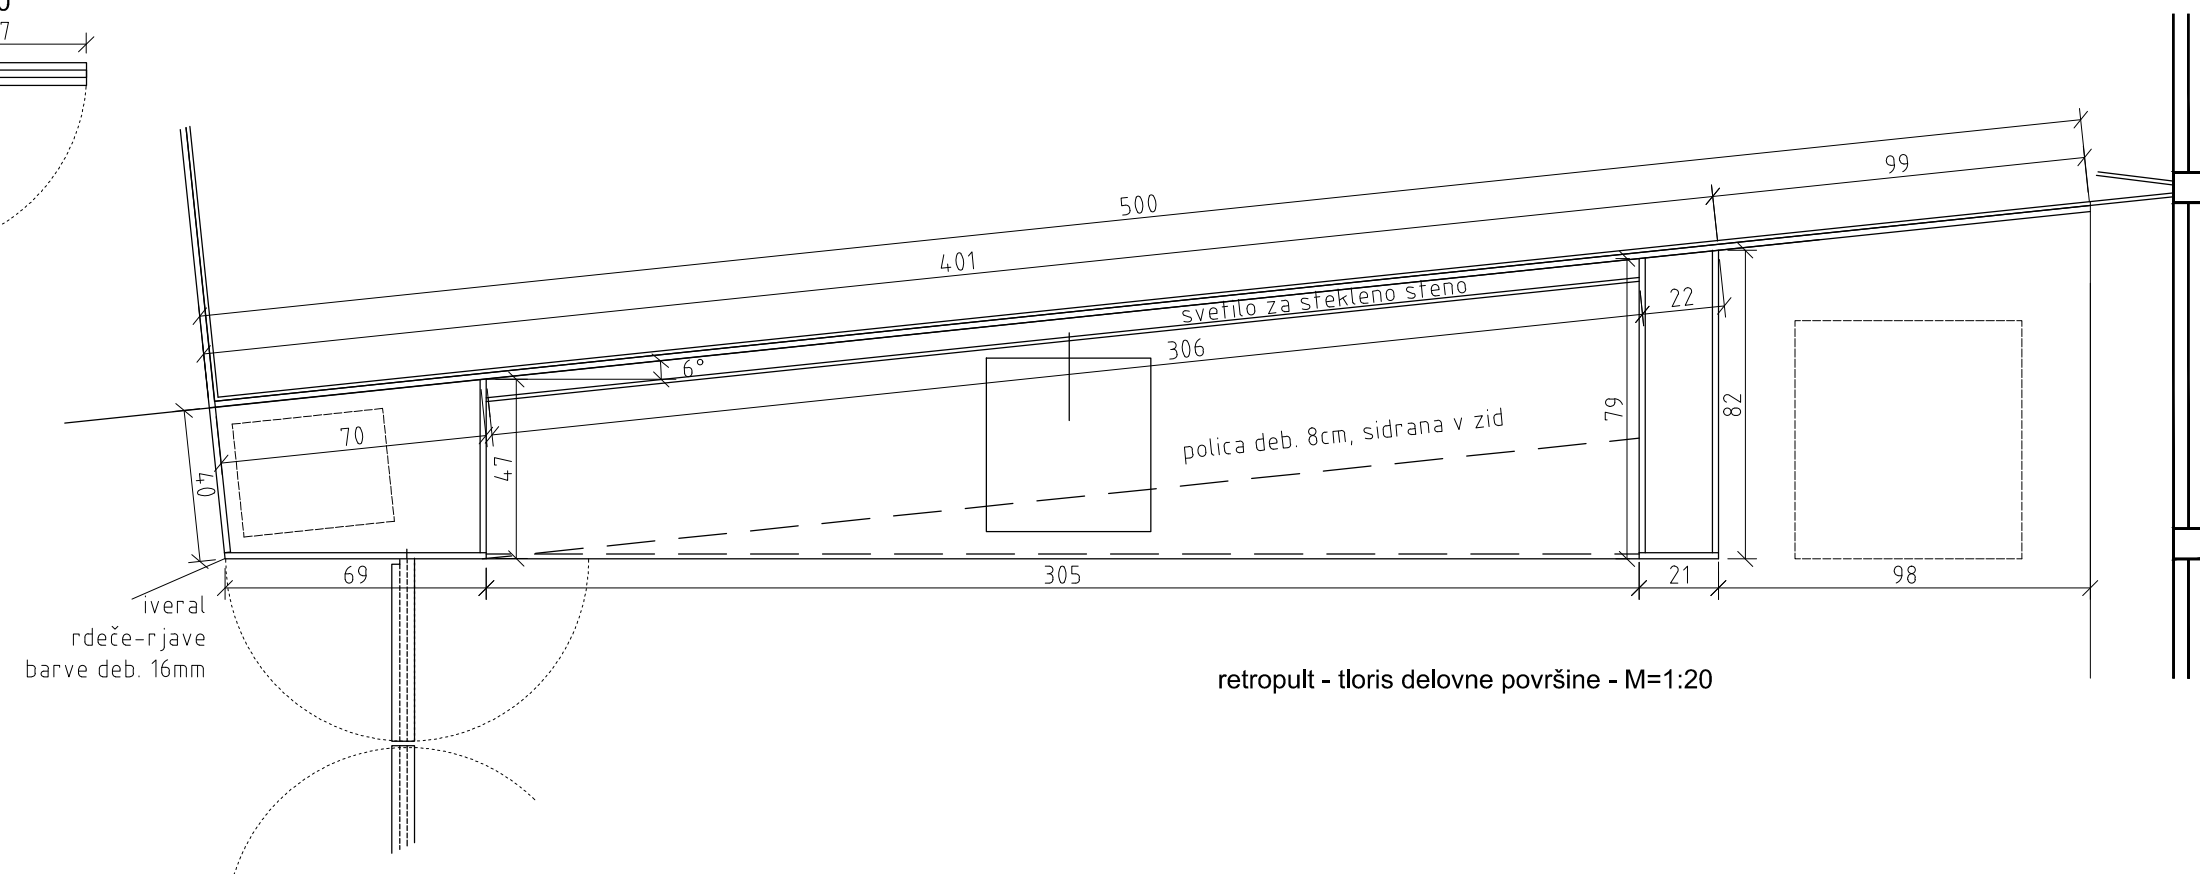 0
7
500
99
401
svetilo za stekleno steno
22
306
6°
70
47
40
79
82
polica deb. 8cm, sidrana v zid
69
305
21
98
iveral
rdeče-rjave
barve deb. 16mm
retropult - tloris delovne površine - M=1:20